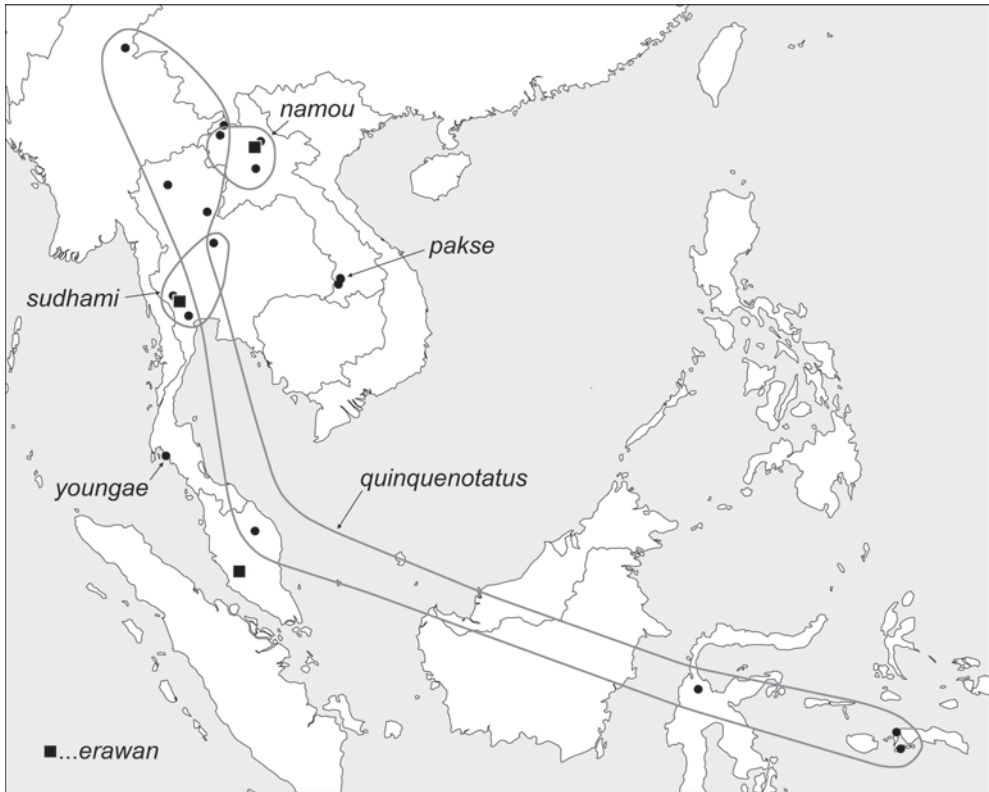 namou
pakse
sudhami
youngae
quinquenotatus
■...erawan